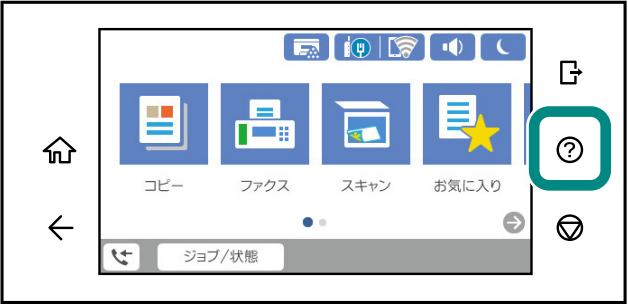 コピー
ファクス
スキャン
お気に入り
?
ジョブ/状態